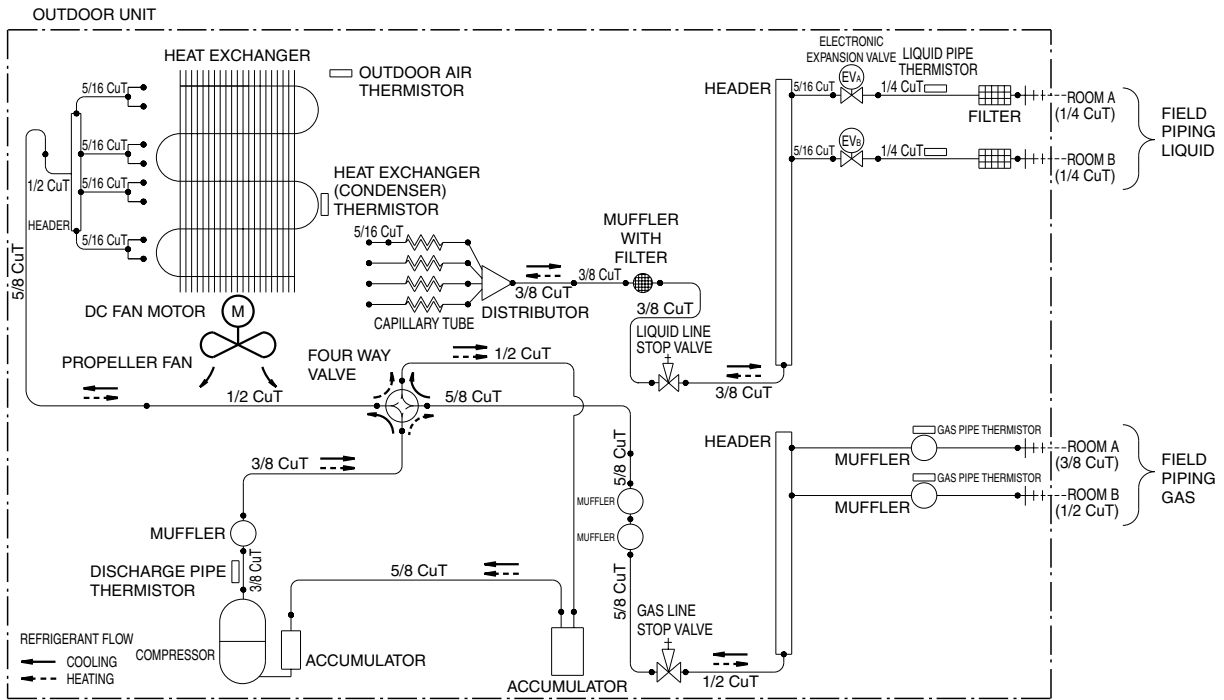 OUTDOOR UNIT
HEAT EXCHANGER
OUTDOOR AIR
THERMISTOR
5/16 CuT
5/16 CuT
5/16 CuT
5/16 CuT
1/2 CuT
HEADER
5/8 CuT
HEAT EXCHANGER
(CONDENSER)
THERMISTOR
5/16 CuT
CAPILLARY TUBE
3/8 CuT
DISTRIBUTOR
3/8 CuT
MUFFLER
WITH
FILTER
3/8 CuT
LIQUID LINE
STOP VALVE
3/8 CuT
HEADER
ELECTRONIC
EXPANSION VALVE
LIQUID PIPE
THERMISTOR
5/16 CuT
EVA
1/4 CuT
FILTER
ROOM A
(1/4 CuT)
5/16 CuT
EVB
1/4 CuT
ROOM B
(1/4 CuT)
FIELD
PIPING
LIQUID
DC FAN MOTOR
M
PROPELLER FAN
1/2 CuT
FOUR WAY
VALVE
1/2 CuT
5/8 CuT
3/8 CuT
MUFFLER
DISCHARGE PIPE
THERMISTOR
3/8 CuT
COMPRESSOR
ACCUMULATOR
5/8 CuT
ACCUMULATOR
5/8 CuT
MUFFLER
MUFFLER
5/8 CuT
GAS LINE
STOP VALVE
1/2 CuT
HEADER
GAS PIPE THERMISTOR
MUFFLER
ROOM A
(3/8 CuT)
GAS PIPE THERMISTOR
MUFFLER
ROOM B
(1/2 CuT)
FIELD
PIPING
GAS
REFRIGERANT FLOW
COOLING
HEATING